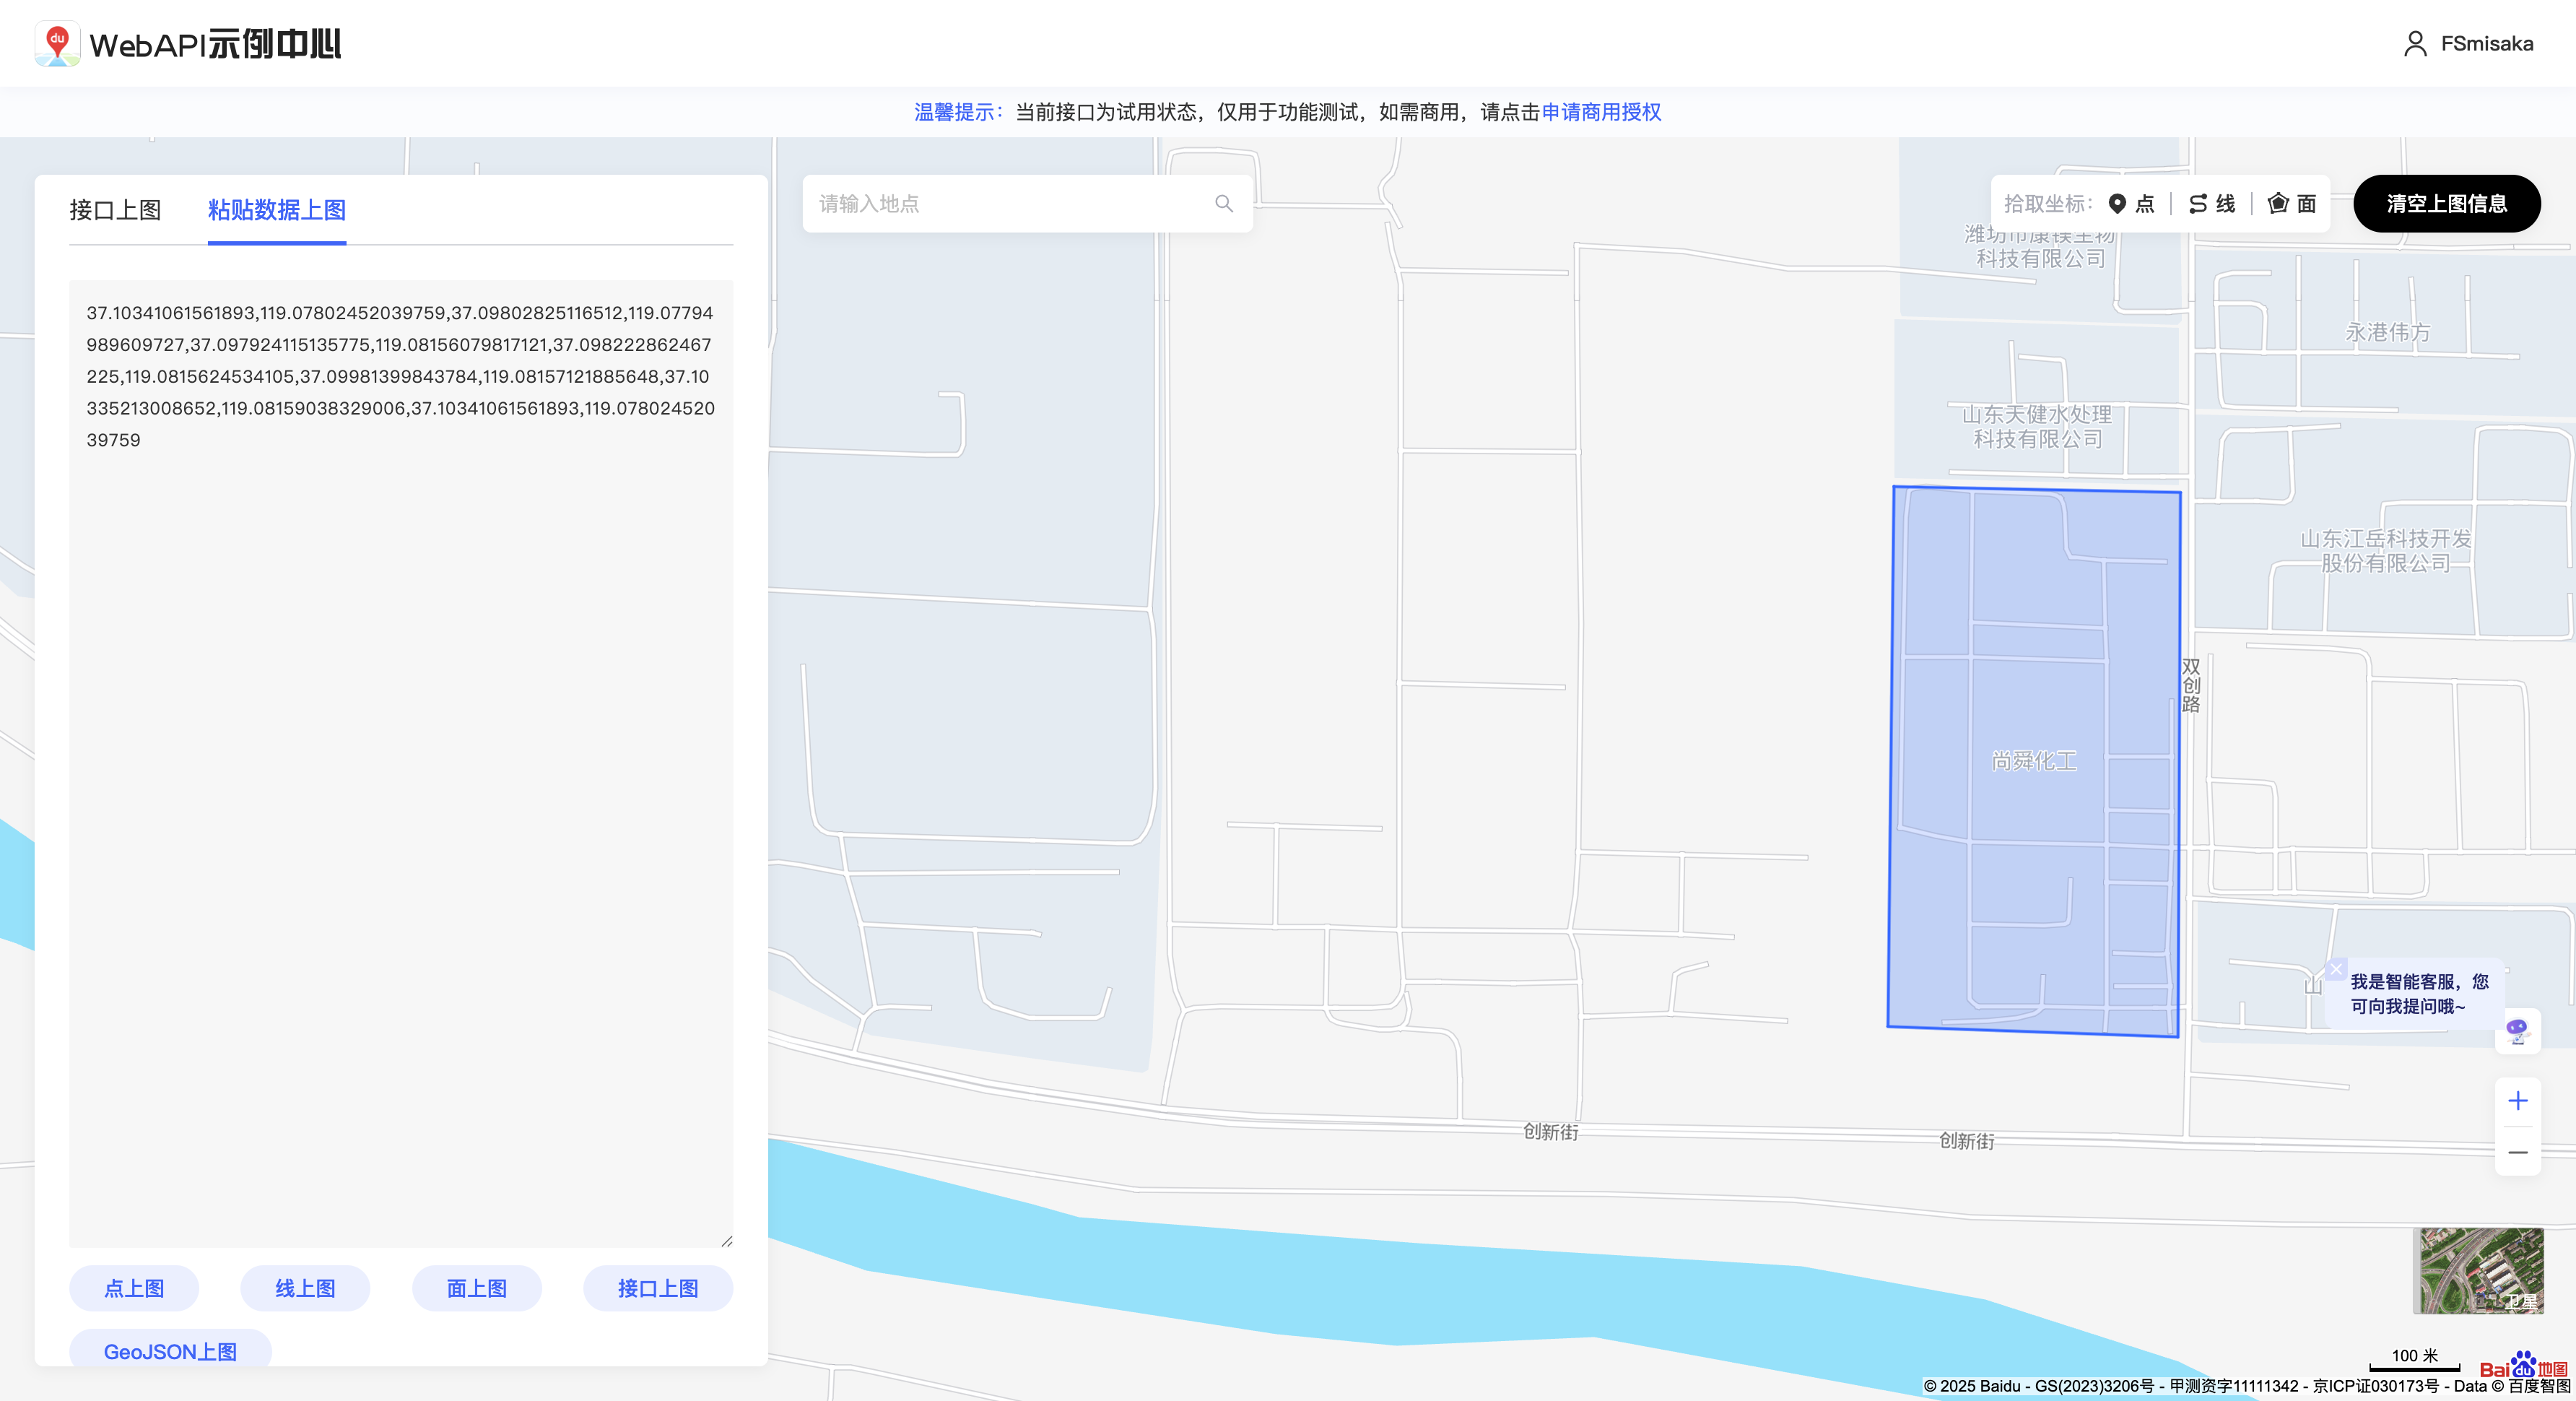 du WebAPI示例中心
FSmisaka
温馨提示：当前接口为试用状态，仅用于功能测试，如需商用，请点击申请商用授权
接口上图
粘贴数据上图
37.10341061561893,119.07802452039759,37.09802825116512,119.07794
989609727,37.097924115135775,119.08156079817121,37.098222862467
225,119.0815624534105,37.09981399843784,119.08157121885648,37.10
335213008652,119.08159038329006,37.10341061561893,119.078024520
39759
点上图
线上图
面上图
接口上图
GeoJSON上图
请输入地点
拾取坐标：
点
线
面
清空上图信息
潍坊市康镁生物
科技有限公司
永港伟方
山东天健水处理
科技有限公司
山东江岳科技开发
股份有限公司
双创路
尚舜化工
山
我是智能客服，您
可向我提问哦~
创新街
创新街
卫星
100 米
Bai du 地图
© 2025 Baidu - GS(2023)3206号 - 甲测资字11111342 - 京ICP证030173号 - Data © 百度智图